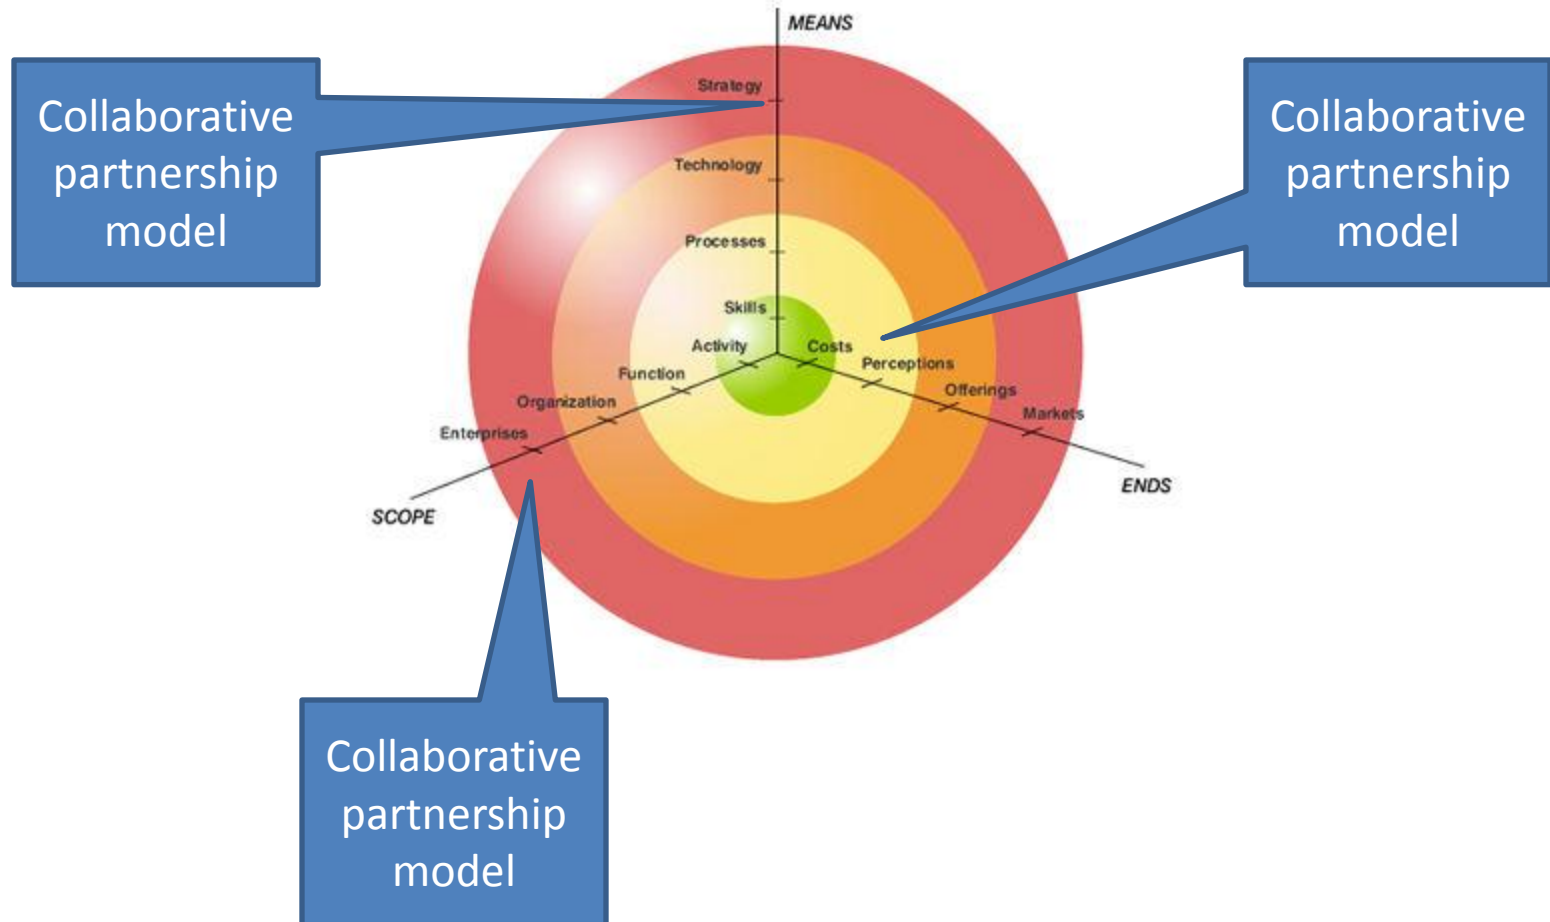 MEANS
Collaborative
partnership
model
Strategy
Technology
Processes
Skills
Activity
Function
Organization
Enterprises
SCOPE
Costs
Perceptions
Offerings
Markets
ENDS
Collaborative
partnership
model
Collaborative
partnership
model